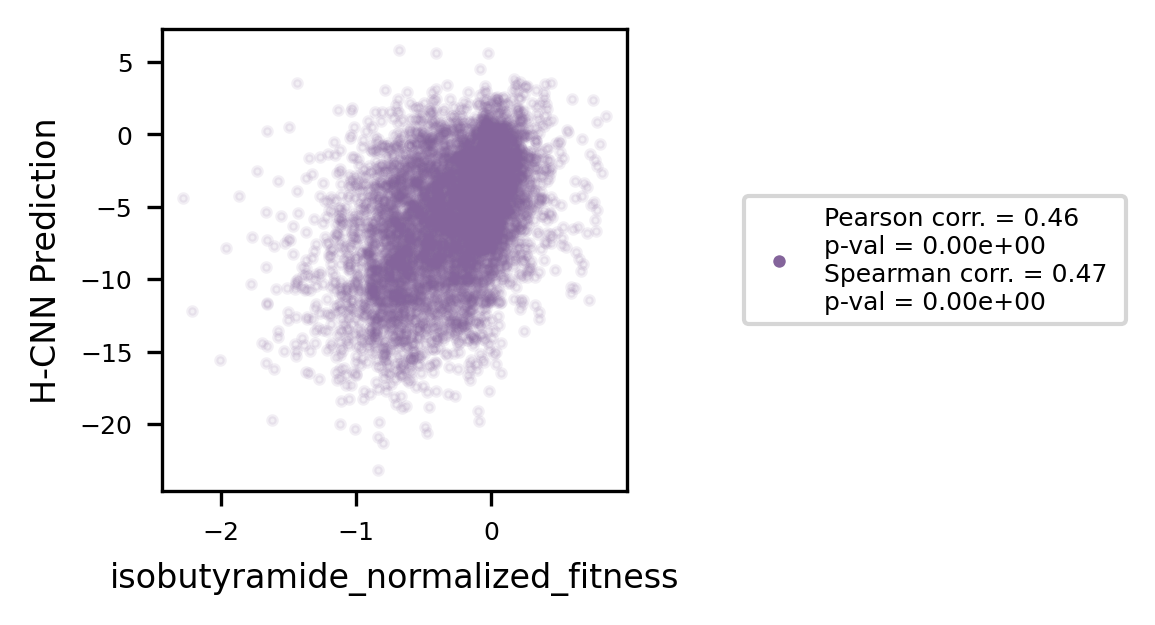 H-CNN Prediction
5
0
−5
−10
−15
−20
−2
−1
0
isobutyramide_normalized_fitness
Pearson corr. = 0.46
p-val = 0.00e+00
Spearman corr. = 0.47
p-val = 0.00e+00